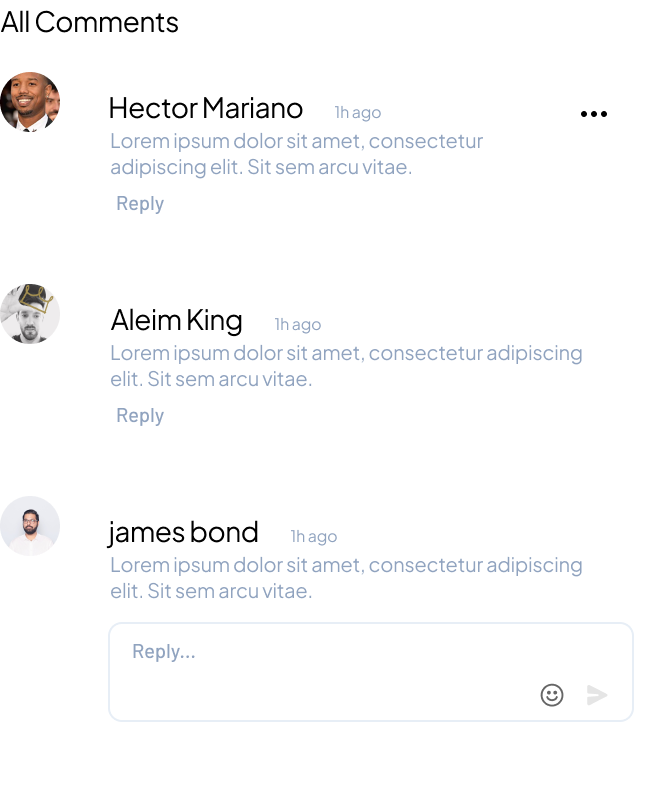 All Comments
Hector Mariano 1h ago
Lorem ipsum dolor sit amet, consectetur
adipiscing elit. Sit sem arcu vitae.
Reply
Aleim King 1h ago
Lorem ipsum dolor sit amet, consectetur adipiscing
elit. Sit sem arcu vitae.
Reply
james bond 1h ago
Lorem ipsum dolor sit amet, consectetur adipiscing
elit. Sit sem arcu vitae.
Reply...